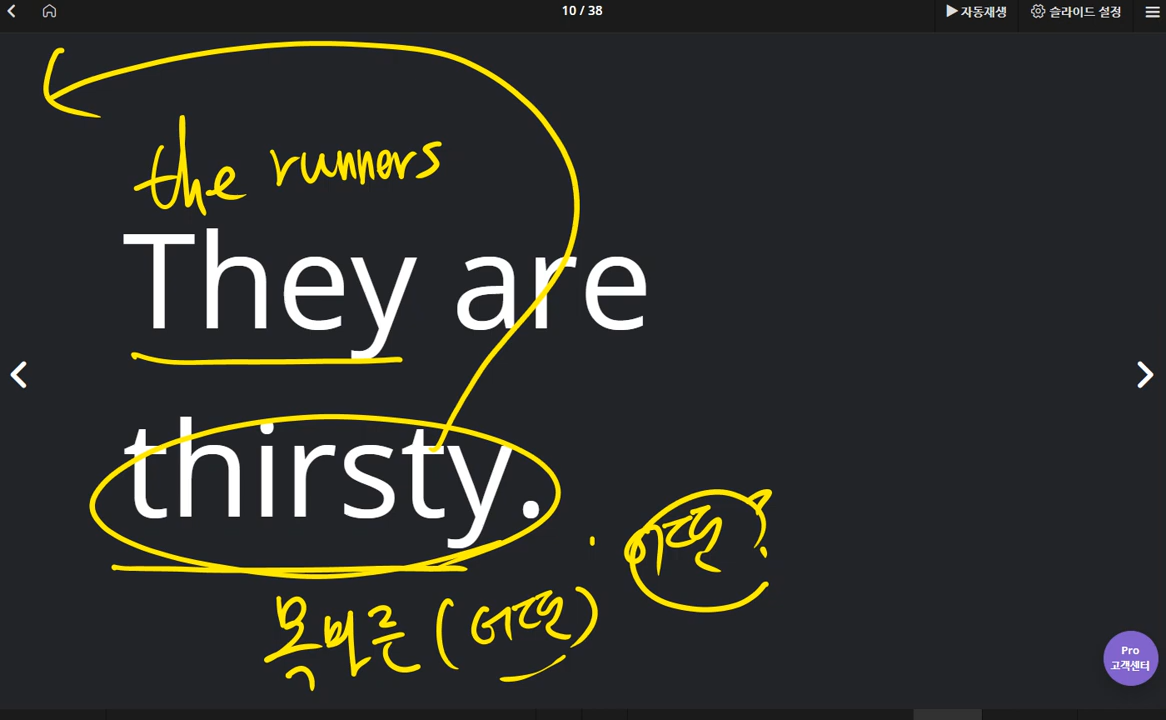 10 / 38
▶자동재생
슬라이드 설정
the runners
They are
thirsty.
어떤?
목마른 (어떤)
Pro
고객센터